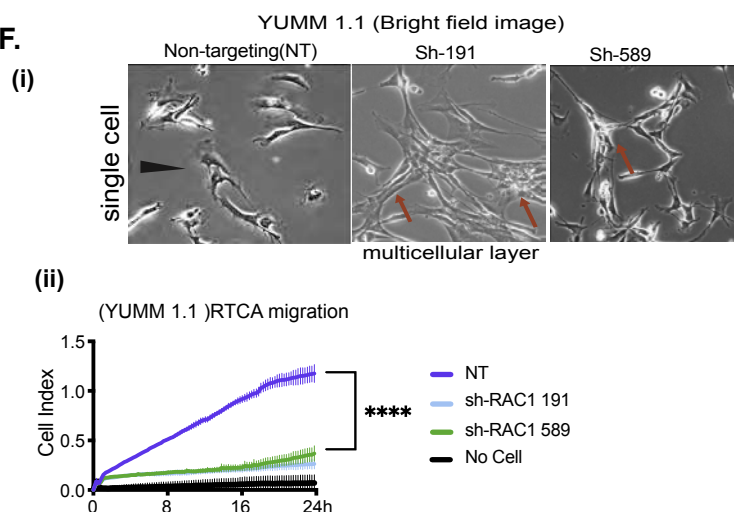 F.
YUMM 1.1 (Bright field image)
Non-targeting(NT) Sh-191 Sh-589
(i)
single cell
multicellular layer
(ii)
(YUMM 1.1 )RTCA migration
Cell Index
1.5
1.0
0.5
0.0
0 8 16 24h
****
NT
sh-RAC1 191
sh-RAC1 589
No Cell